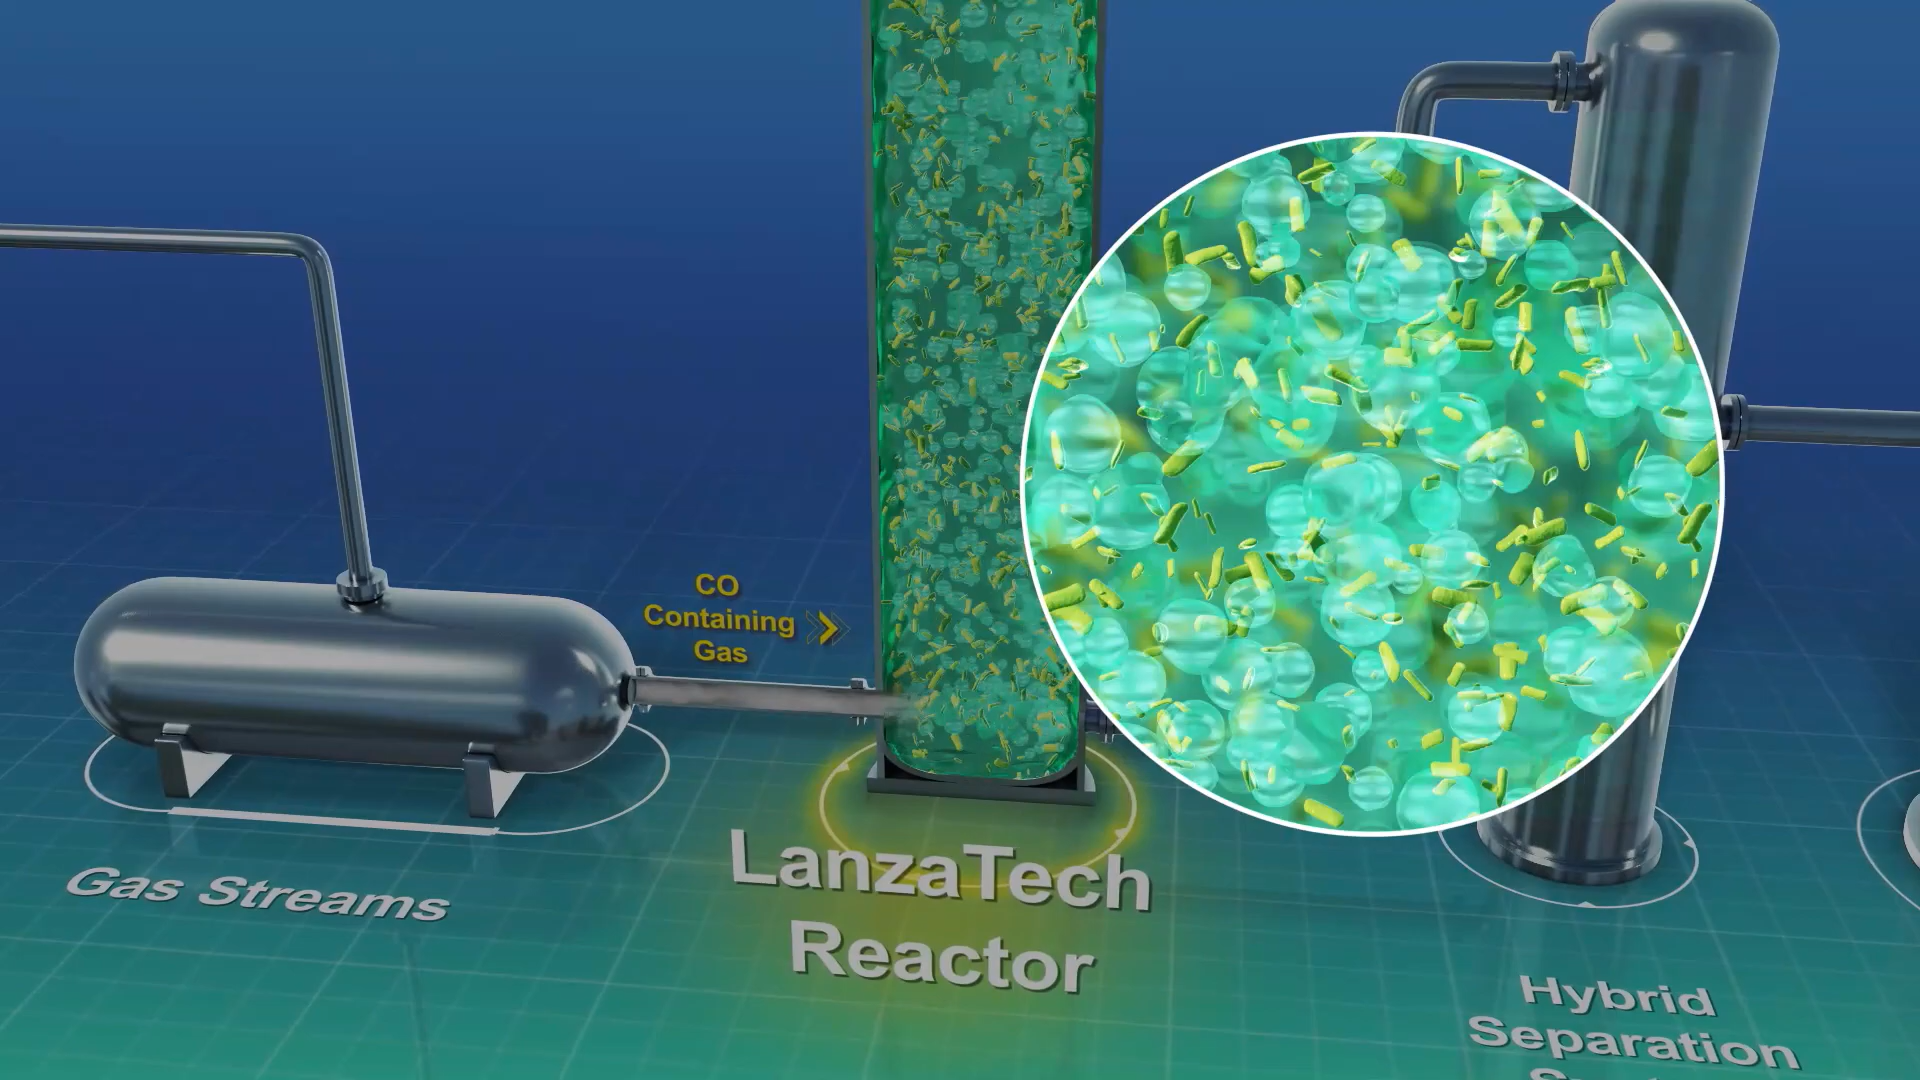 CO
Containing
Gas
Gas Streams
LanzaTech
Reactor
Hybrid
Separation